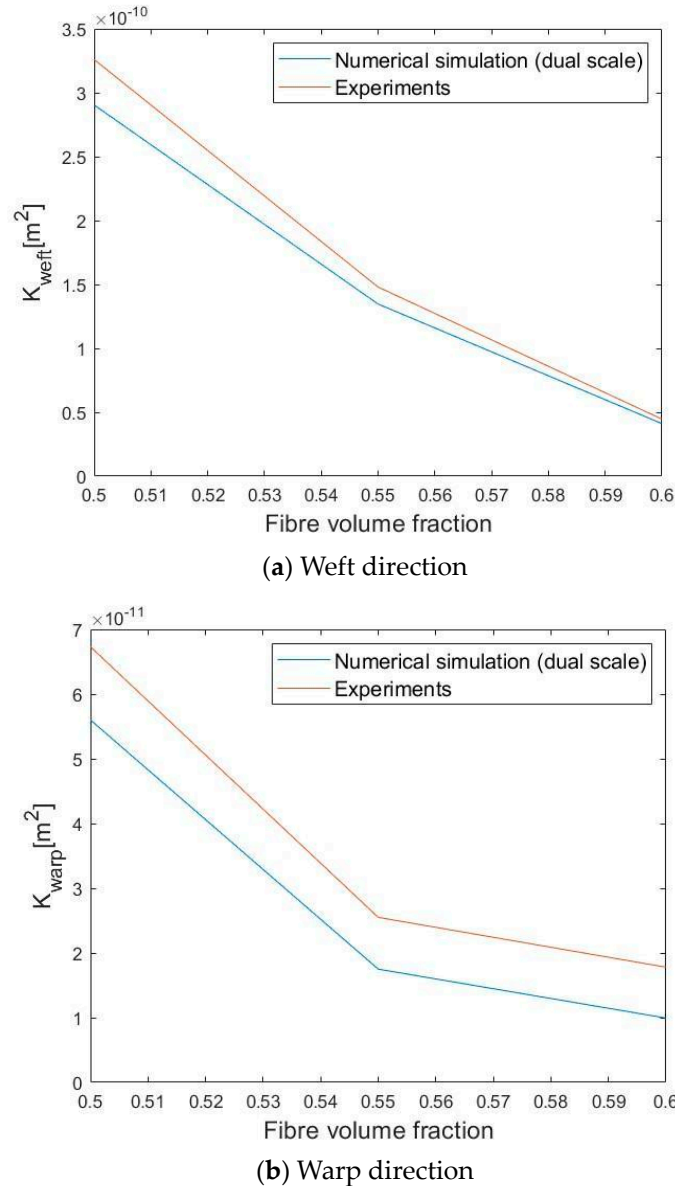 ×10⁻¹⁰
3.5
3
2.5
2
1.5
1
0.5
0
K_weft[m²]
Numerical simulation (dual scale)
Experiments
0.5 0.51 0.52 0.53 0.54 0.55 0.56 0.57 0.58 0.59 0.6
Fibre volume fraction
(a) Weft direction
×10⁻¹¹
7
6
5
4
3
2
1
0
K_warp[m²]
Numerical simulation (dual scale)
Experiments
0.5 0.51 0.52 0.53 0.54 0.55 0.56 0.57 0.58 0.59 0.6
Fibre volume fraction
(b) Warp direction